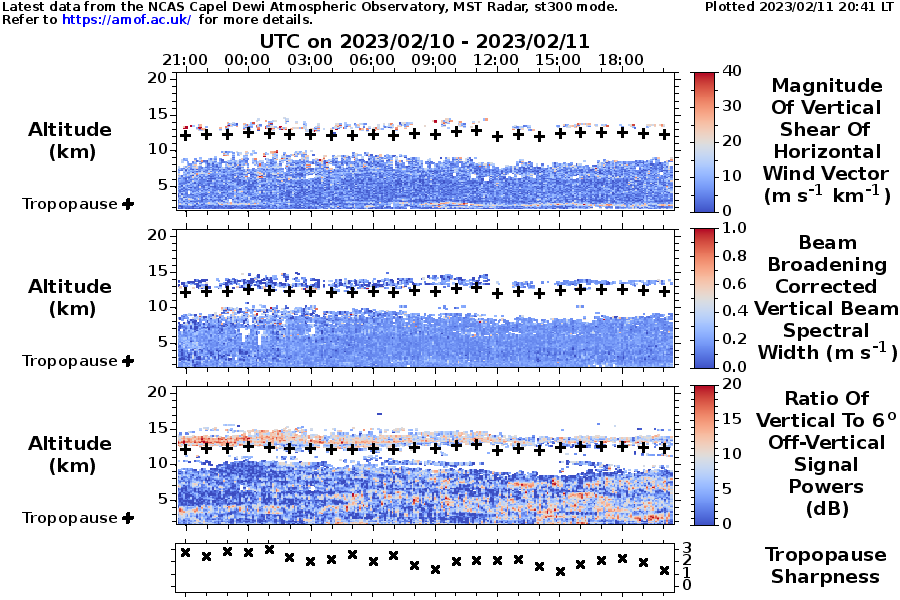 Latest data from the NCAS Capel Dewi Atmospheric Observatory, MST Radar, st300 mode.
Plotted 2023/02/11 20:41 LT
Refer to https://amof.ac.uk/ for more details.
UTC on 2023/02/10 - 2023/02/11
21:00 00:00 03:00 06:00 09:00 12:00 15:00 18:00
20
15
10
5
Altitude
(km)
Tropopause
40
30
20
10
0
Magnitude
Of Vertical
Shear Of
Horizontal
Wind Vector
(m s-1 km-1)
20
15
10
5
Altitude
(km)
Tropopause
1.0
0.8
0.6
0.4
0.2
0.0
Beam
Broadening
Corrected
Vertical Beam
Spectral
Width (m s-1)
20
15
10
5
Altitude
(km)
Tropopause
20
15
10
5
0
Ratio Of
Vertical To 6o
Off-Vertical
Signal
Powers
(dB)
3
2
1
0
Tropopause
Sharpness